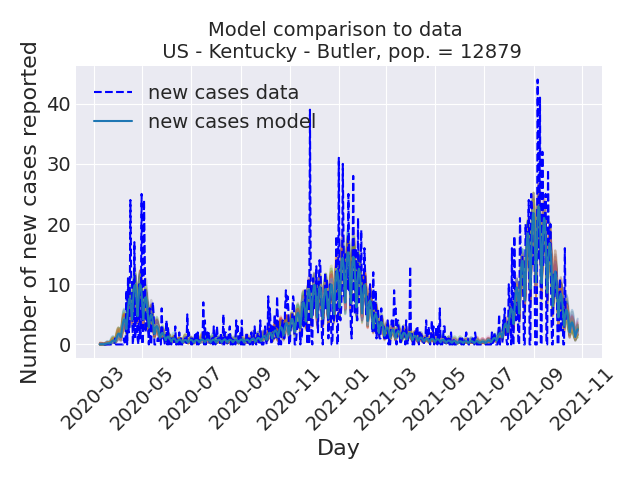 Model comparison to data
US - Kentucky - Butler, pop. = 12879
Number of new cases reported
40
30
20
10
0
new cases data
new cases model
2020-03
2020-05
2020-07
2020-09
2020-11
2021-01
2021-03
2021-05
2021-07
2021-09
2021-11
Day